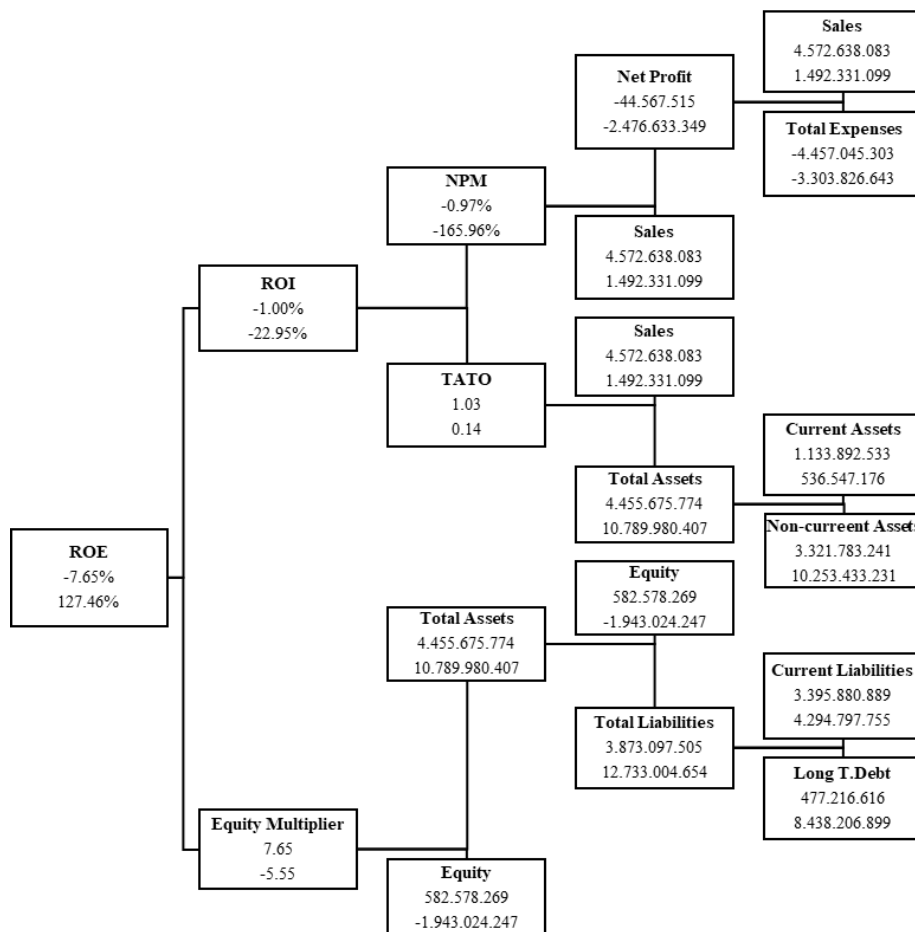 Sales
4.572.638.083
1.492.331.099
Net Profit
-44.567.515
-2.476.633.349
Total Expenses
-4.457.045.303
-3.303.826.643
NPM
-0.97%
-165.96%
Sales
4.572.638.083
1.492.331.099
ROI
-1.00%
-22.95%
Sales
4.572.638.083
1.492.331.099
TATO
1.03
0.14
Current Assets
1.133.892.533
536.547.176
Total Assets
4.455.675.774
10.789.980.407
Non-curreent Assets
3.321.783.241
10.253.433.231
ROE
-7.65%
127.46%
Equity
582.578.269
-1.943.024.247
Total Assets
4.455.675.774
10.789.980.407
Current Liabilities
3.395.880.889
4.294.797.755
Total Liabilities
3.873.097.505
12.733.004.654
Long T.Debt
477.216.616
8.438.206.899
Equity Multiplier
7.65
-5.55
Equity
582.578.269
-1.943.024.247